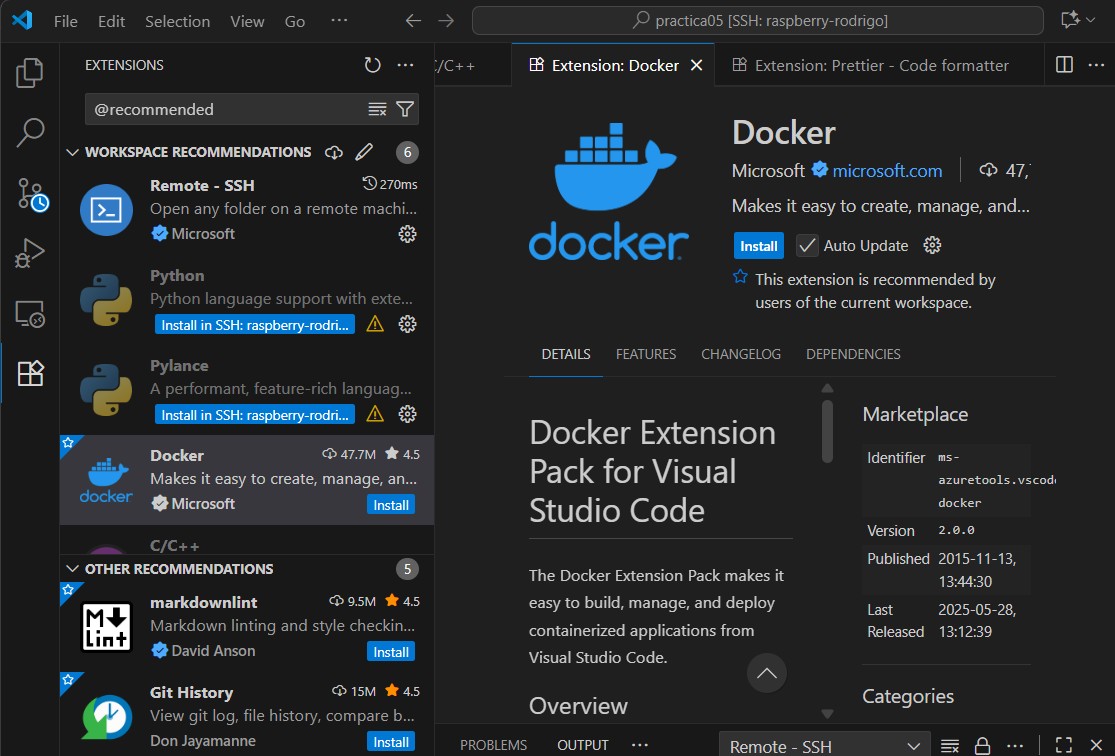 File Edit Selection View Go ···
practica05 [SSH: raspberry-rodrigo]
EXTENSIONS
@recommended
WORKSPACE RECOMMENDATIONS 6
Remote - SSH 270ms
Open any folder on a remote machi...
Microsoft
Python
Python language support with exte...
Install in SSH: raspberry-rodri...
Pylance
A performant, feature-rich languag...
Install in SSH: raspberry-rodri...
Docker 47.7M 4.5
Makes it easy to create, manage, an...
Microsoft Install
C/C++
OTHER RECOMMENDATIONS 5
markdownlint 9.5M 4.5
Markdown linting and style checkin...
David Anson Install
Git History 15M 4.5
View git log, file history, compare b...
Don Jayamanne Install
/C++ Extension: Docker Extension: Prettier - Code formatter
docker
Docker
Microsoft microsoft.com 47,
Makes it easy to create, manage, and...
Install Auto Update
This extension is recommended by
users of the current workspace.
DETAILS FEATURES CHANGELOG DEPENDENCIES
Docker Extension
Pack for Visual
Studio Code
The Docker Extension Pack makes it
easy to build, manage, and deploy
containerized applications from
Visual Studio Code.
Overview
Marketplace
Identifier ms-
azuretools.vscode
docker
Version 2.0.0
Published 2015-11-13,
13:44:30
Last 2025-05-28,
Released 13:12:39
Categories
PROBLEMS OUTPUT ··· Remote - SSH